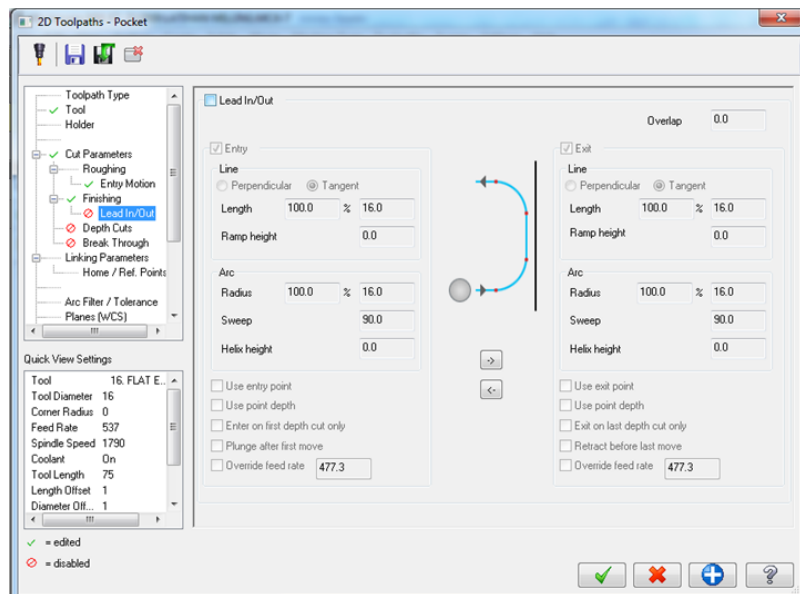 2D Toolpaths - Pocket
Toolpath Type
Tool
Holder
Cut Parameters
Roughing
Entry Motion
Finishing
Lead In/Out
Depth Cuts
Break Through
Linking Parameters
Home / Ref. Points
Arc Filter / Tolerance
Planes (WCS)
Quick View Settings
Tool 16. FLAT E..
Tool Diameter 16
Corner Radius 0
Feed Rate 537
Spindle Speed 1790
Coolant On
Tool Length 75
Length Offset 1
Diameter Off... 1
= edited
= disabled
Lead In/Out
Overlap 0.0
Entry
Line
Perpendicular Tangent
Length 100.0 % 16.0
Ramp height 0.0
Arc
Radius 100.0 % 16.0
Sweep 90.0
Helix height 0.0
Use entry point
Use point depth
Enter on first depth cut only
Plunge after first move
Override feed rate 477.3
Exit
Line
Perpendicular Tangent
Length 100.0 % 16.0
Ramp height 0.0
Arc
Radius 100.0 % 16.0
Sweep 90.0
Helix height 0.0
Use exit point
Use point depth
Exit on last depth cut only
Retract before last move
Override feed rate 477.3